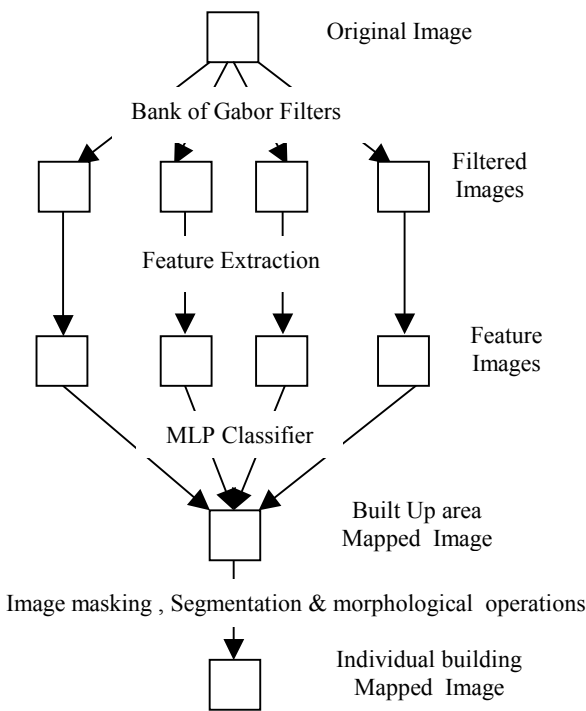 Original Image
Bank of Gabor Filters
Filtered
Images
Feature Extraction
Feature
Images
MLP Classifier
Built Up area
Mapped Image
Image masking , Segmentation & morphological operations
Individual building
Mapped Image